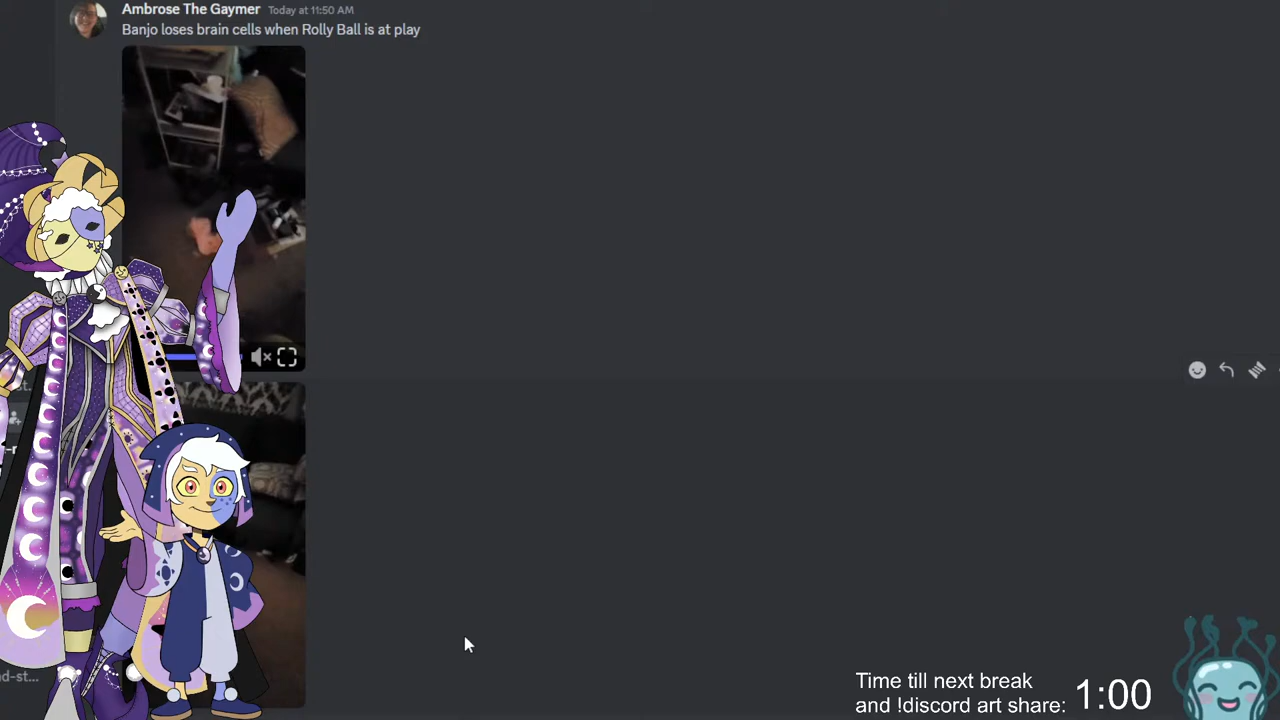 Ambrose The Gaymer Today at 11:50 AM
Banjo loses brain cells when Rolly Ball is at play
d-st...
Time till next break
and !discord art share: 1:00